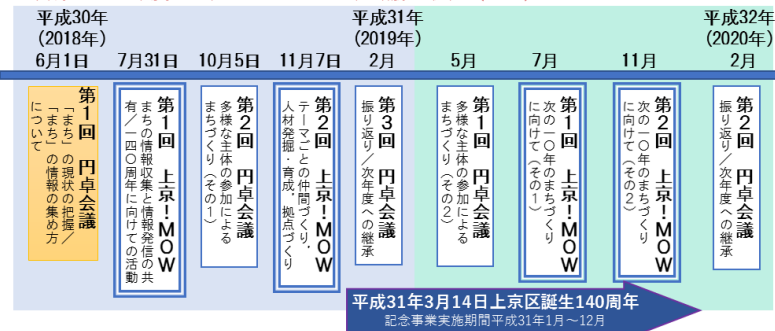 平成30年
(2018年)
6月1日
7月31日
10月5日
11月7日
平成31年
(2019年)
2月
5月
7月
11月
平成32年
(2020年)
2月
第1回 円卓会議
「まち」の現状の把握/
「まち」の情報の集め方
について
第1回 上京!MOW
まちの情報収集と情報発信の共
有/一四〇周年に向けての活動
第2回 円卓会議
多様な主体の参加による
まちづくり(その1)
第2回 上京!MOW
テーマごとの仲間づくり・
人材発掘・育成、拠点づくり
第3回 円卓会議
振り返り/次年度への継承
第1回 円卓会議
多様な主体の参加による
まちづくり(その2)
第1回 上京!MOW
次の一〇年のまちづくり
に向けて(その1)
第2回 上京!MOW
次の一〇年のまちづくり
に向けて(その2)
第2回 円卓会議
振り返り/次年度への継承
平成31年3月14日上京区誕生140周年
記念事業実施期間平成31年1月~12月